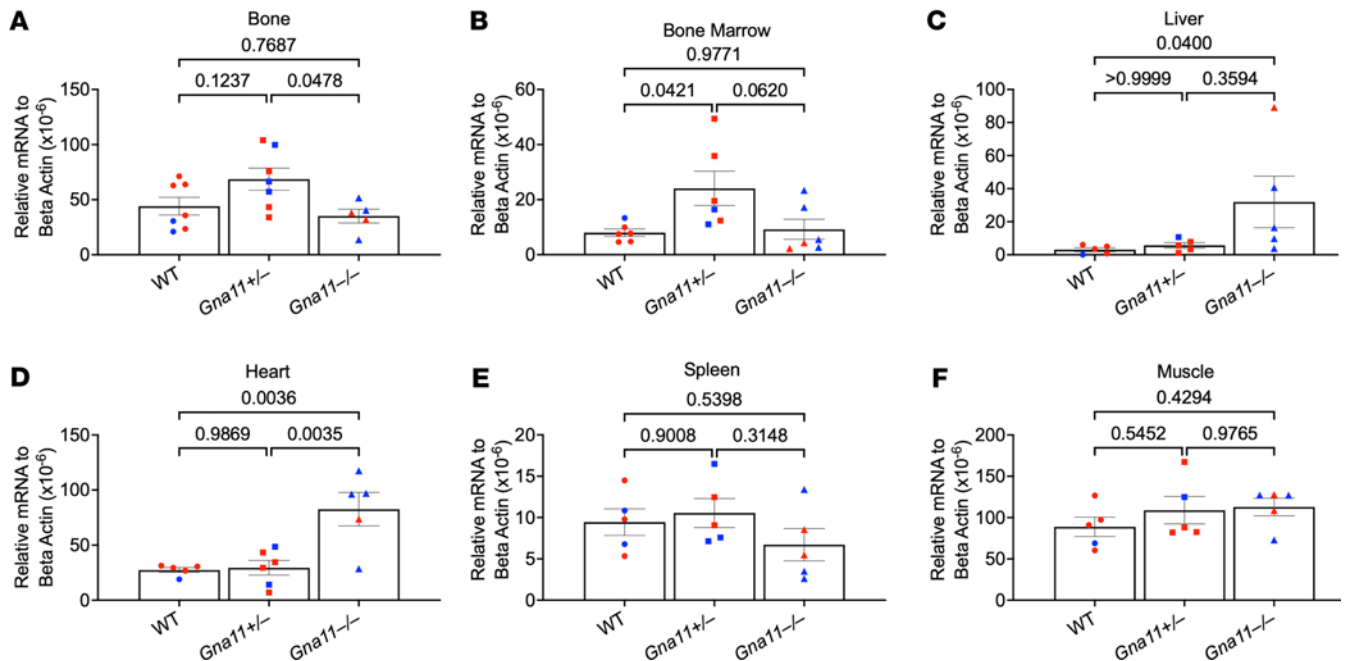 A
Bone
0.7687
0.1237
0.0478
Relative mRNA to
Beta Actin (x10-6)
150
100
50
0
WT
Gna11+/–
Gna11–/–
B
Bone Marrow
0.9771
0.0421
0.0620
Relative mRNA to
Beta Actin (x10-6)
60
40
20
0
WT
Gna11+/–
Gna11–/–
C
Liver
0.0400
>0.9999
0.3594
Relative mRNA to
Beta Actin (x10-6)
100
80
60
40
20
0
WT
Gna11+/–
Gna11–/–
D
Heart
0.0036
0.9869
0.0035
Relative mRNA to
Beta Actin (x10-6)
150
100
50
0
WT
Gna11+/–
Gna11–/–
E
Spleen
0.5398
0.9008
0.3148
Relative mRNA to
Beta Actin (x10-6)
20
15
10
5
0
WT
Gna11+/–
Gna11–/–
F
Muscle
0.4294
0.5452
0.9765
Relative mRNA to
Beta Actin (x10-6)
200
150
100
50
0
WT
Gna11+/–
Gna11–/–